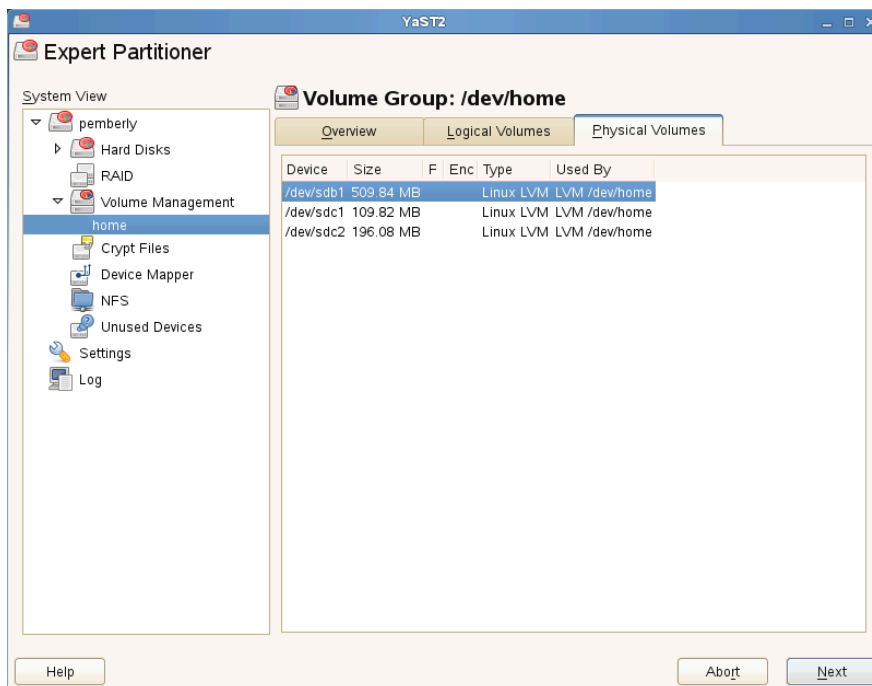 YaST2
Expert Partitioner
System View
pemberly
Hard Disks
RAID
Volume Management
home
Crypt Files
Device Mapper
NFS
Unused Devices
Settings
Log
Volume Group: /dev/home
Overview Logical Volumes Physical Volumes
Device Size F Enc Type Used By
/dev/sdb1 509.84 MB Linux LVM LVM /dev/home
/dev/sdc1 109.82 MB Linux LVM LVM /dev/home
/dev/sdc2 196.08 MB Linux LVM LVM /dev/home
Help Abort Next